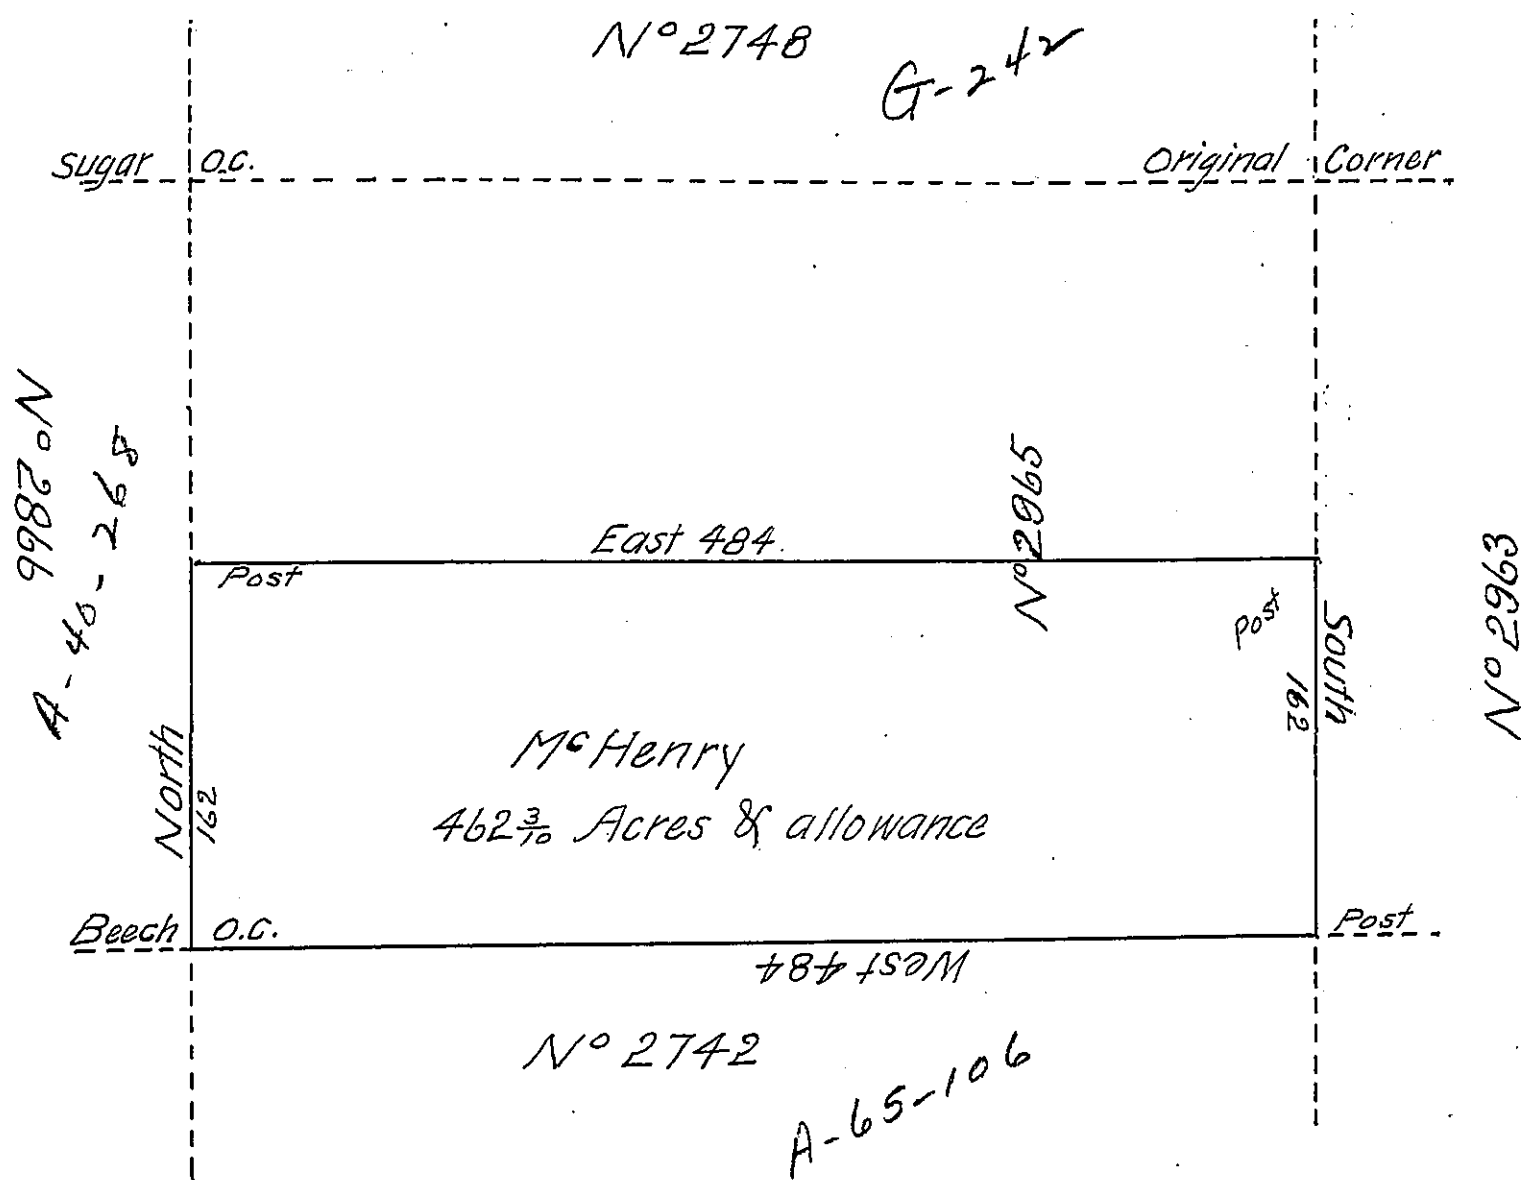 N° 2748
G-242
Sugar O.C.
Original Corner
No 2866
A-40-268
East 484.
N° 2965
Post
Post
South
162
N° 2963
North
162
McHenry
462 3/10 Acres & allowance
Beech O.C.
Post
West 484
N° 2742
A-65-106